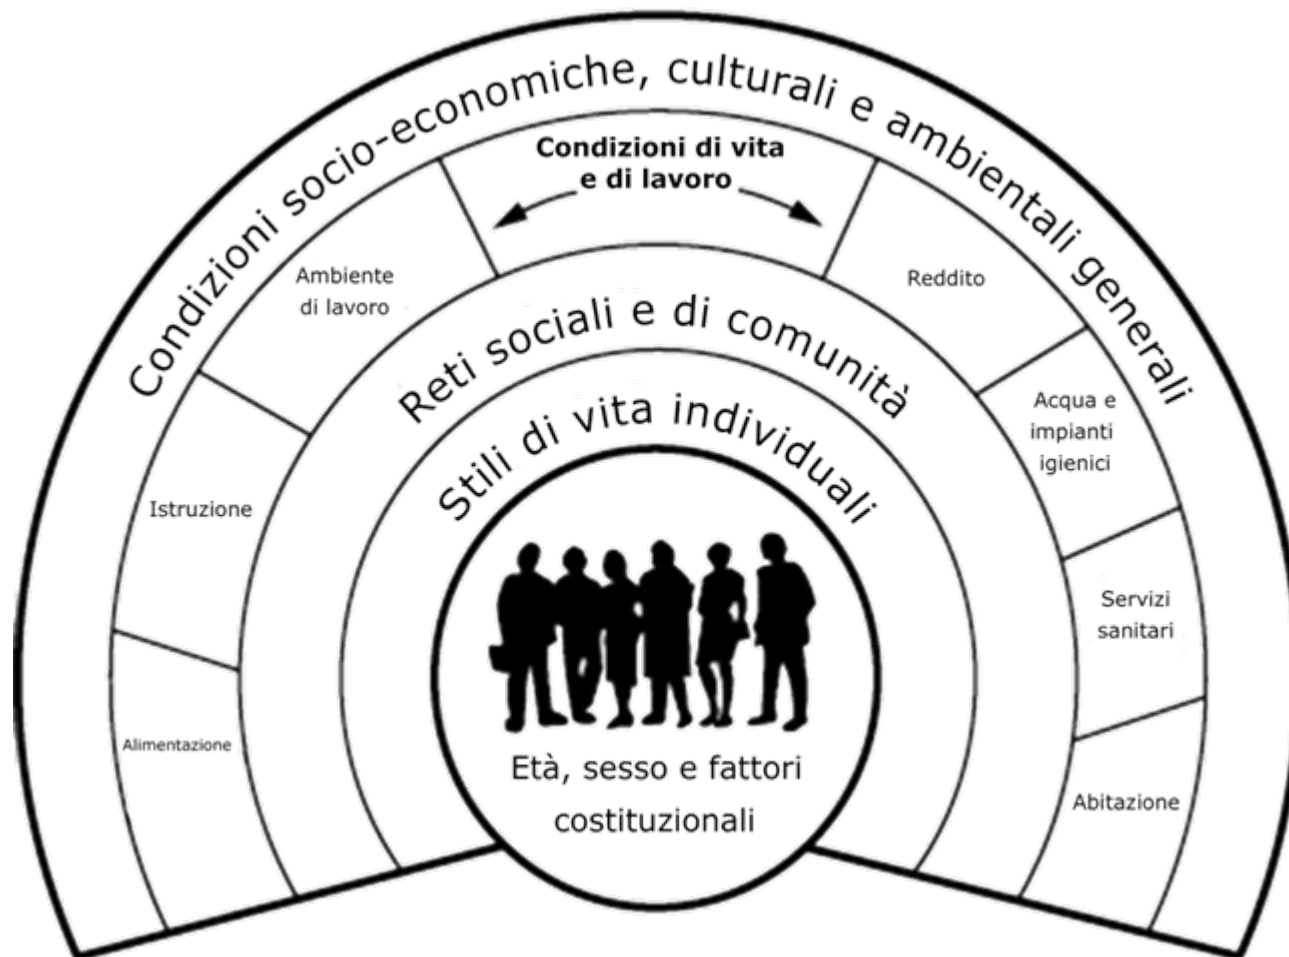 Condizioni socio-economiche, culturali e ambientali generali
Condizioni di vita
e di lavoro
Ambiente
di lavoro
Reddito
Reti sociali e di comunità
Acqua e
impianti
igienici
Stili di vita individuali
Istruzione
Servizi
sanitari
Alimentazione
Abitazione
Età, sesso e fattori
costituzionali